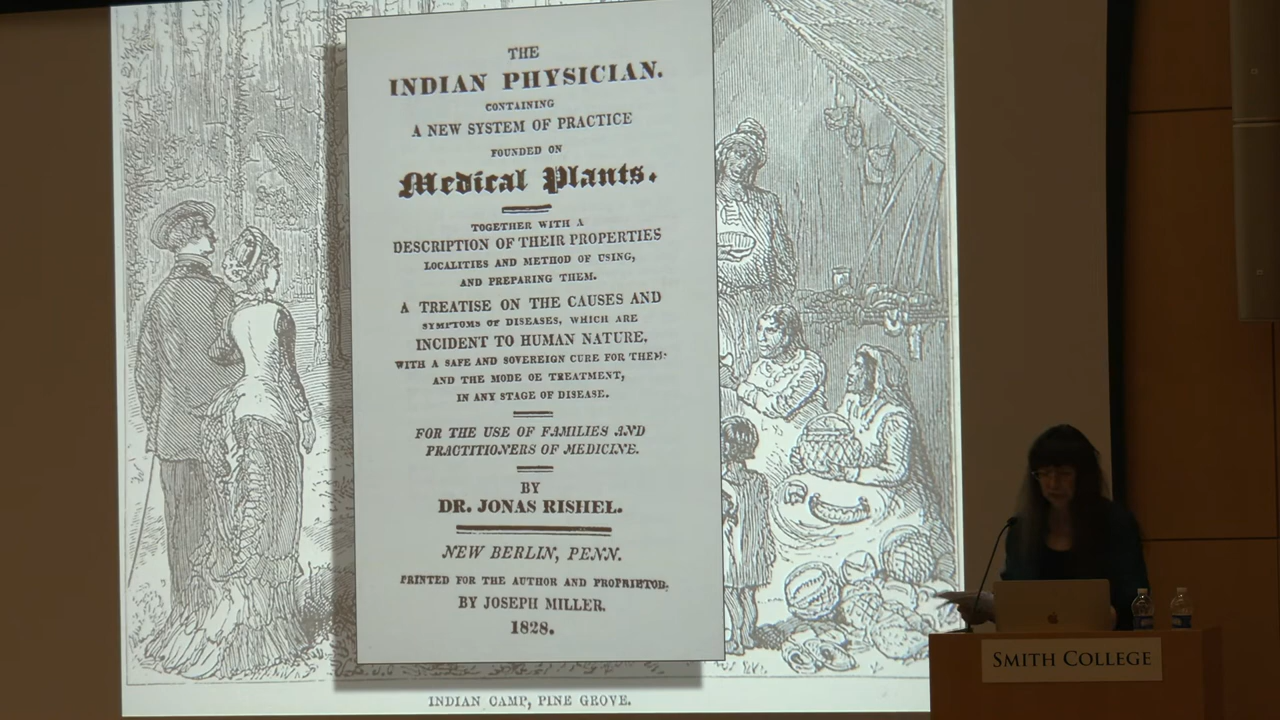 THE
INDIAN PHYSICIAN.
CONTAINING
A NEW SYSTEM OF PRACTICE
FOUNDED ON
Medical Plants.
TOGETHER WITH A
DESCRIPTION OF THEIR PROPERTIES
LOCALITIES AND METHOD OF USING,
AND PREPARING THEM.
A TREATISE ON THE CAUSES AND
SYMPTOMS OF DISEASES, WHICH ARE
INCIDENT TO HUMAN NATURE,
WITH A SAFE AND SOVEREIGN CURE FOR THEM:
AND THE MODE OE TREATMENT,
IN ANY STAGE OF DISEASE.
FOR THE USE OF FAMILIES AND
PRACTITIONERS OF MEDICINE.
BY
DR. JONAS RISHEL.
NEW BERLIN, PENN.
PRINTED FOR THE AUTHOR AND PROPRIETOR,
BY JOSEPH MILLER.
1828.
INDIAN CAMP, PINE GROVE.
SMITH COLLEGE